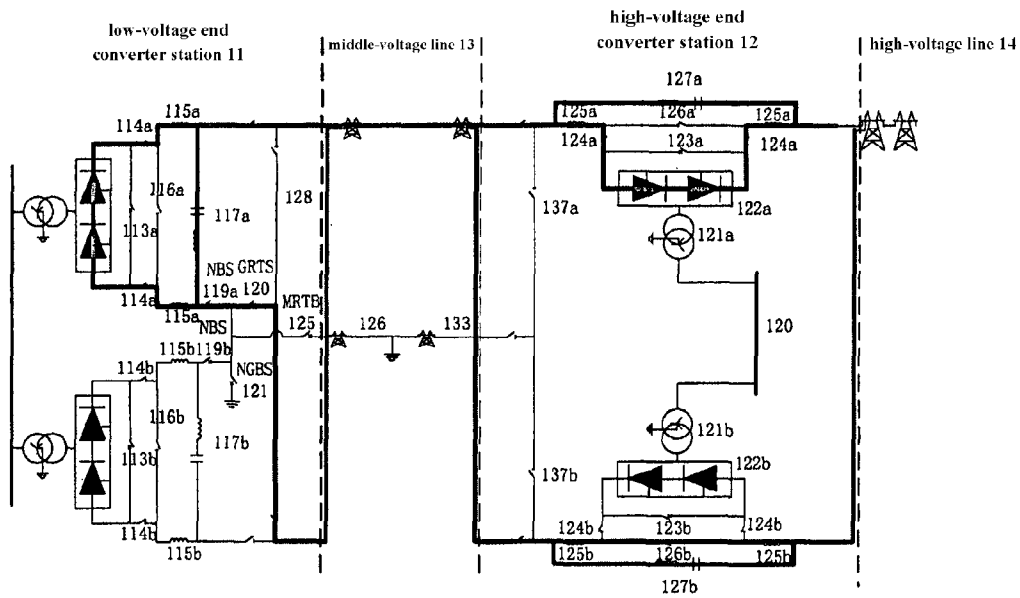 low-voltage end
converter station 11
middle-voltage line 13
high-voltage end
converter station 12
high-voltage line 14
127a
115a
125a
126a
125a
114a
124a
123a
124a
116a
128
117a
122a
113a
137a
121a
NBS GRTS
114a
119a 120
115a
MRTB
NBS
125
126
133
120
115b
119b
114b
NGBS
121
116b
121b
117b
113b
137b
122b
114b
124b
123b
124b
115b
125b
126b
125b
127b